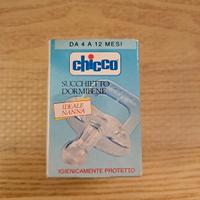 DA 4 A 12 MESI
chicco
SUCCHIETTO
DORMIBENE
IDEALE
NANNA
IGIENICAMENTE PROTETTO